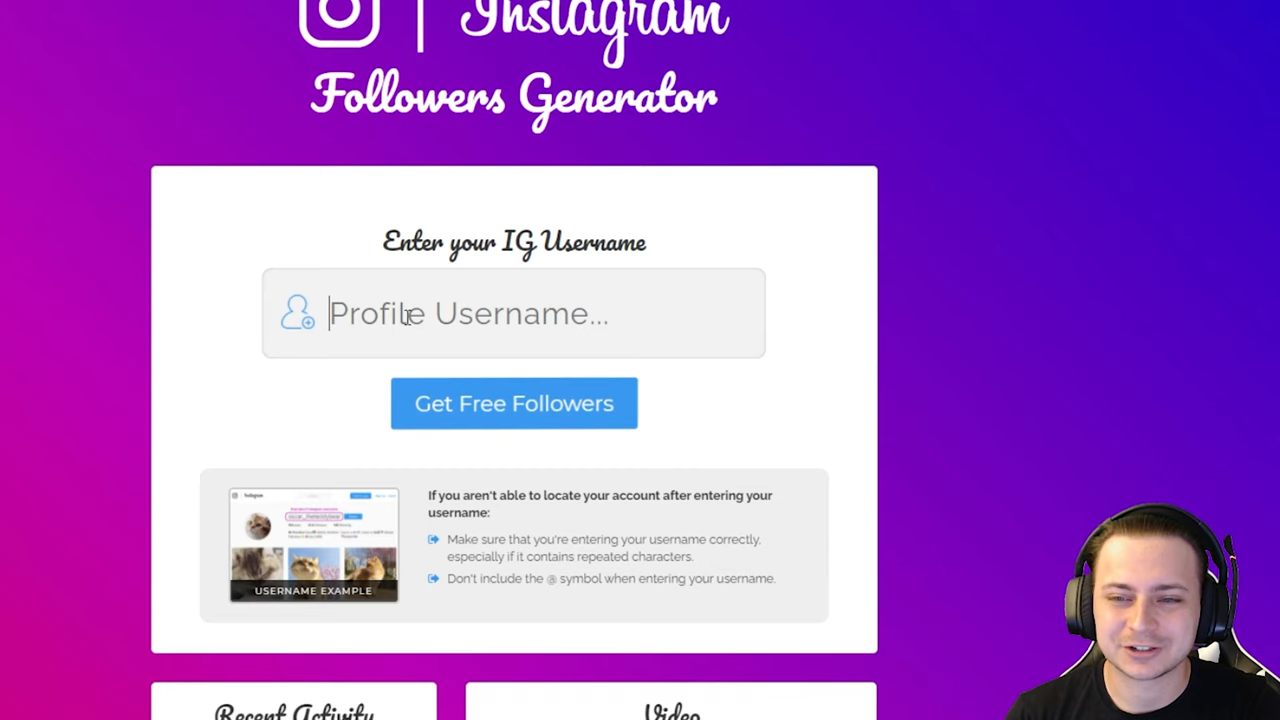 Instagram
Followers Generator
Enter your IG Username
Profile Username...
Get Free Followers
USERNAME EXAMPLE
If you aren't able to locate your account after entering your
username:
Make sure that you're entering your username correctly,
especially if it contains repeated characters.
Don't include the @ symbol when entering your username.
Recent Activity
Video